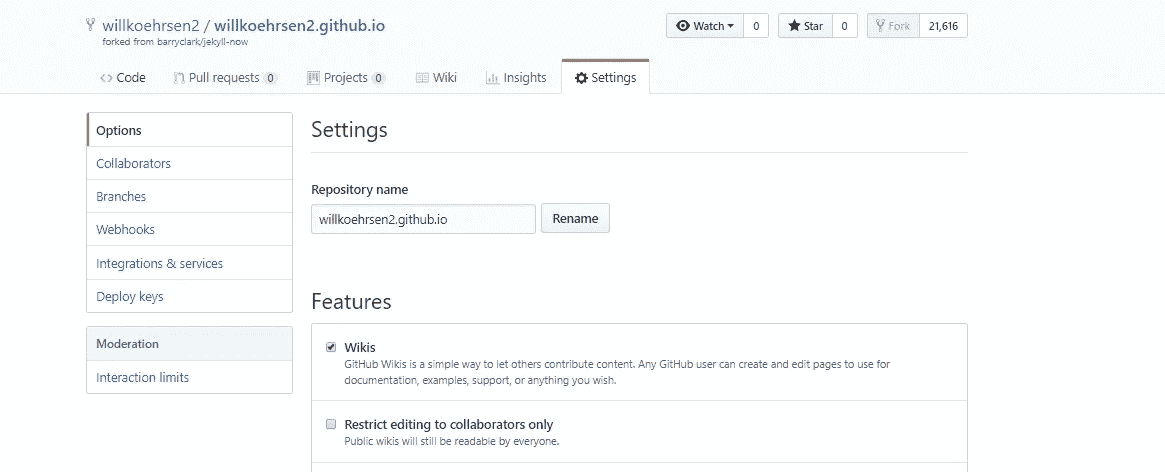 willkoehrsen2 / willkoehrsen2.github.io
forked from barryclark/jekyll-now
Watch 0 Star 0 Fork 21,616
Code Pull requests 0 Projects 0 Wiki Insights Settings
Options
Collaborators
Branches
Webhooks
Integrations & services
Deploy keys
Moderation
Interaction limits
Settings
Repository name
willkoehrsen2.github.io Rename
Features
Wikis
GitHub Wikis is a simple way to let others contribute content. Any GitHub user can create and edit pages to use for
documentation, examples, support, or anything you wish.
Restrict editing to collaborators only
Public wikis will still be readable by everyone.